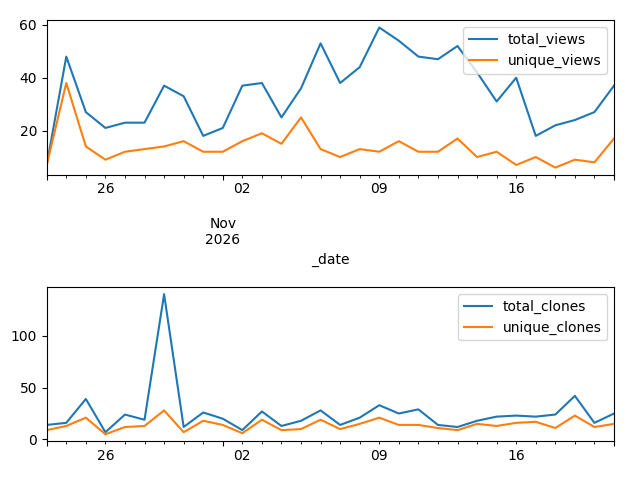 60
total_views
unique_views
40
20
26
02
09
16
Nov
2026
_date
total_clones
unique_clones
100
50
0
26
02
09
16